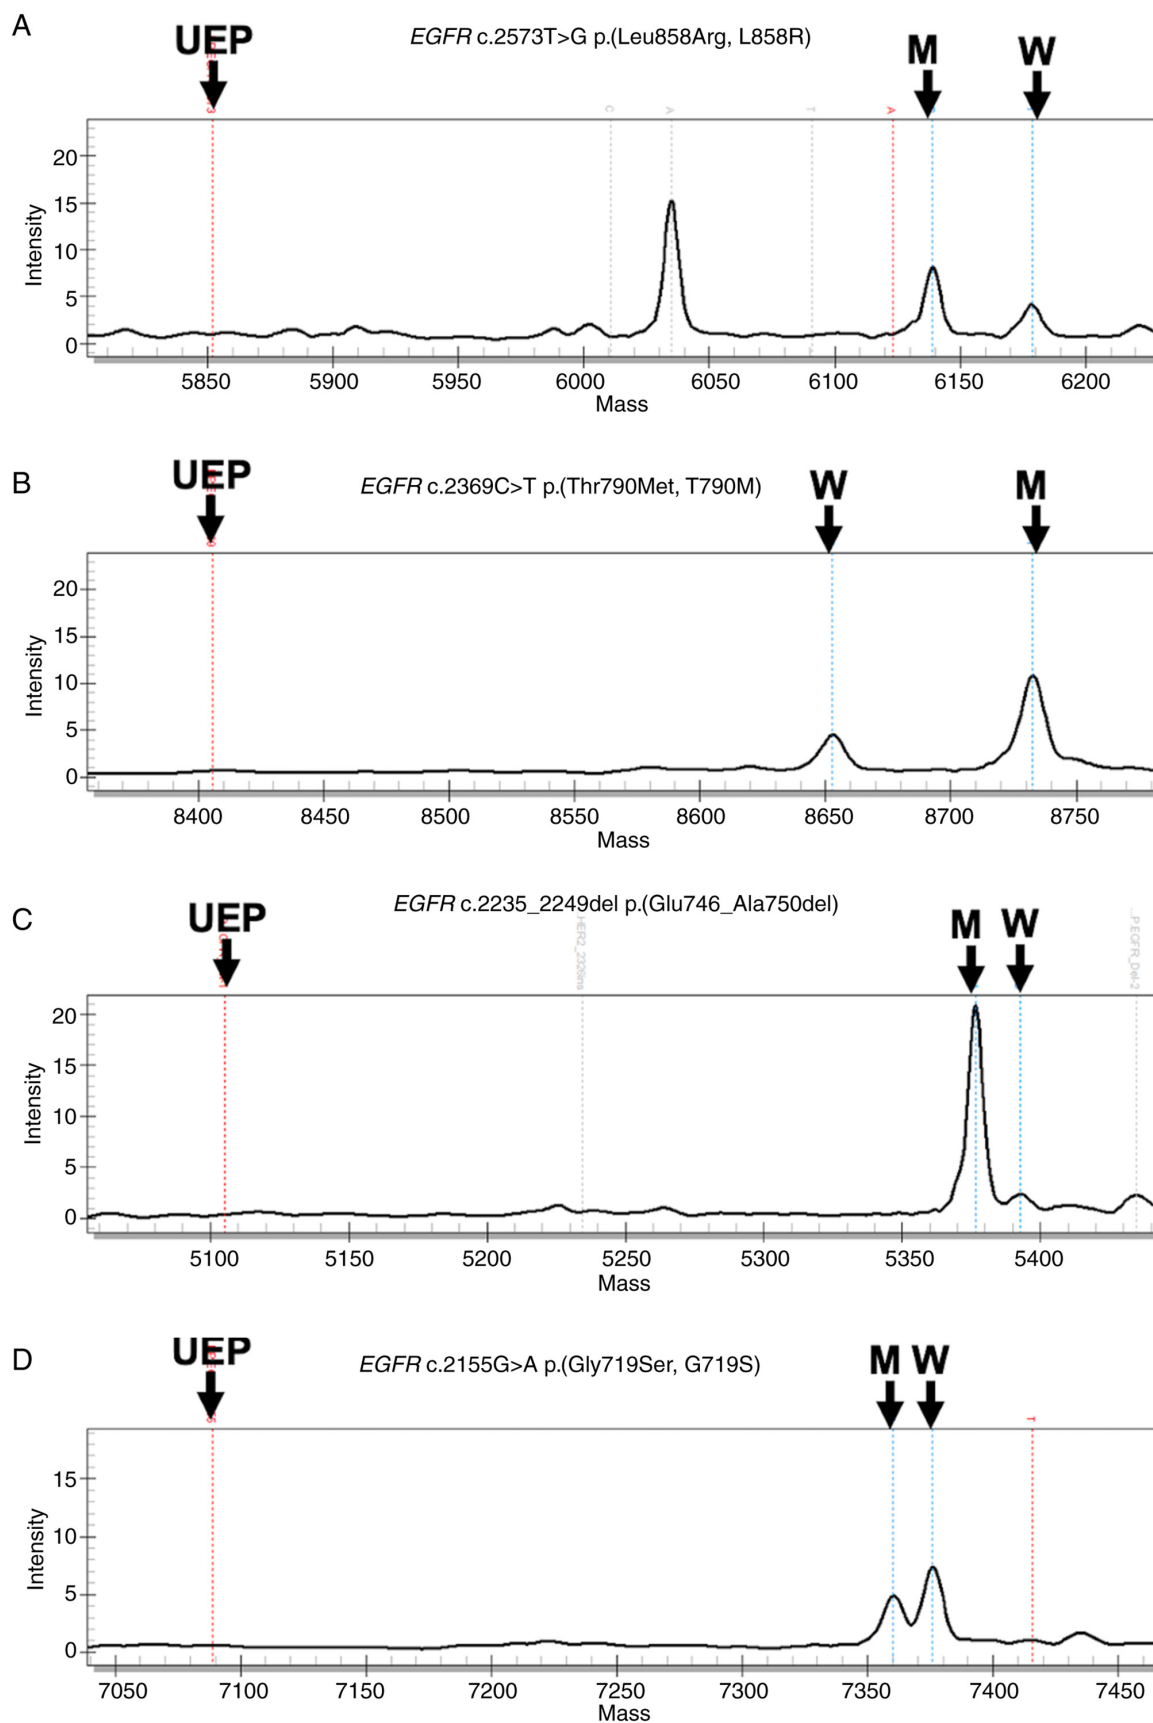 A
UEP
EGFR c.2573T>G p.(Leu858Arg, L858R)
M
W
C
A
T
A
Intensity
20
15
10
5
0
5850
5900
5950
6000
6050
6100
6150
6200
Mass
B
UEP
EGFR c.2369C>T p.(Thr790Met, T790M)
W
M
Intensity
20
15
10
5
0
8400
8450
8500
8550
8600
8650
8700
8750
Mass
C
UEP
EGFR c.2235_2249del p.(Glu746_Ala750del)
HER2_2326ins
M
W
...P.EGFR_Del-2
Intensity
20
15
10
5
0
5100
5150
5200
5250
5300
5350
5400
Mass
D
UEP
EGFR c.2155G>A p.(Gly719Ser, G719S)
M
W
T
Intensity
15
10
5
0
7050
7100
7150
7200
7250
7300
7350
7400
7450
Mass